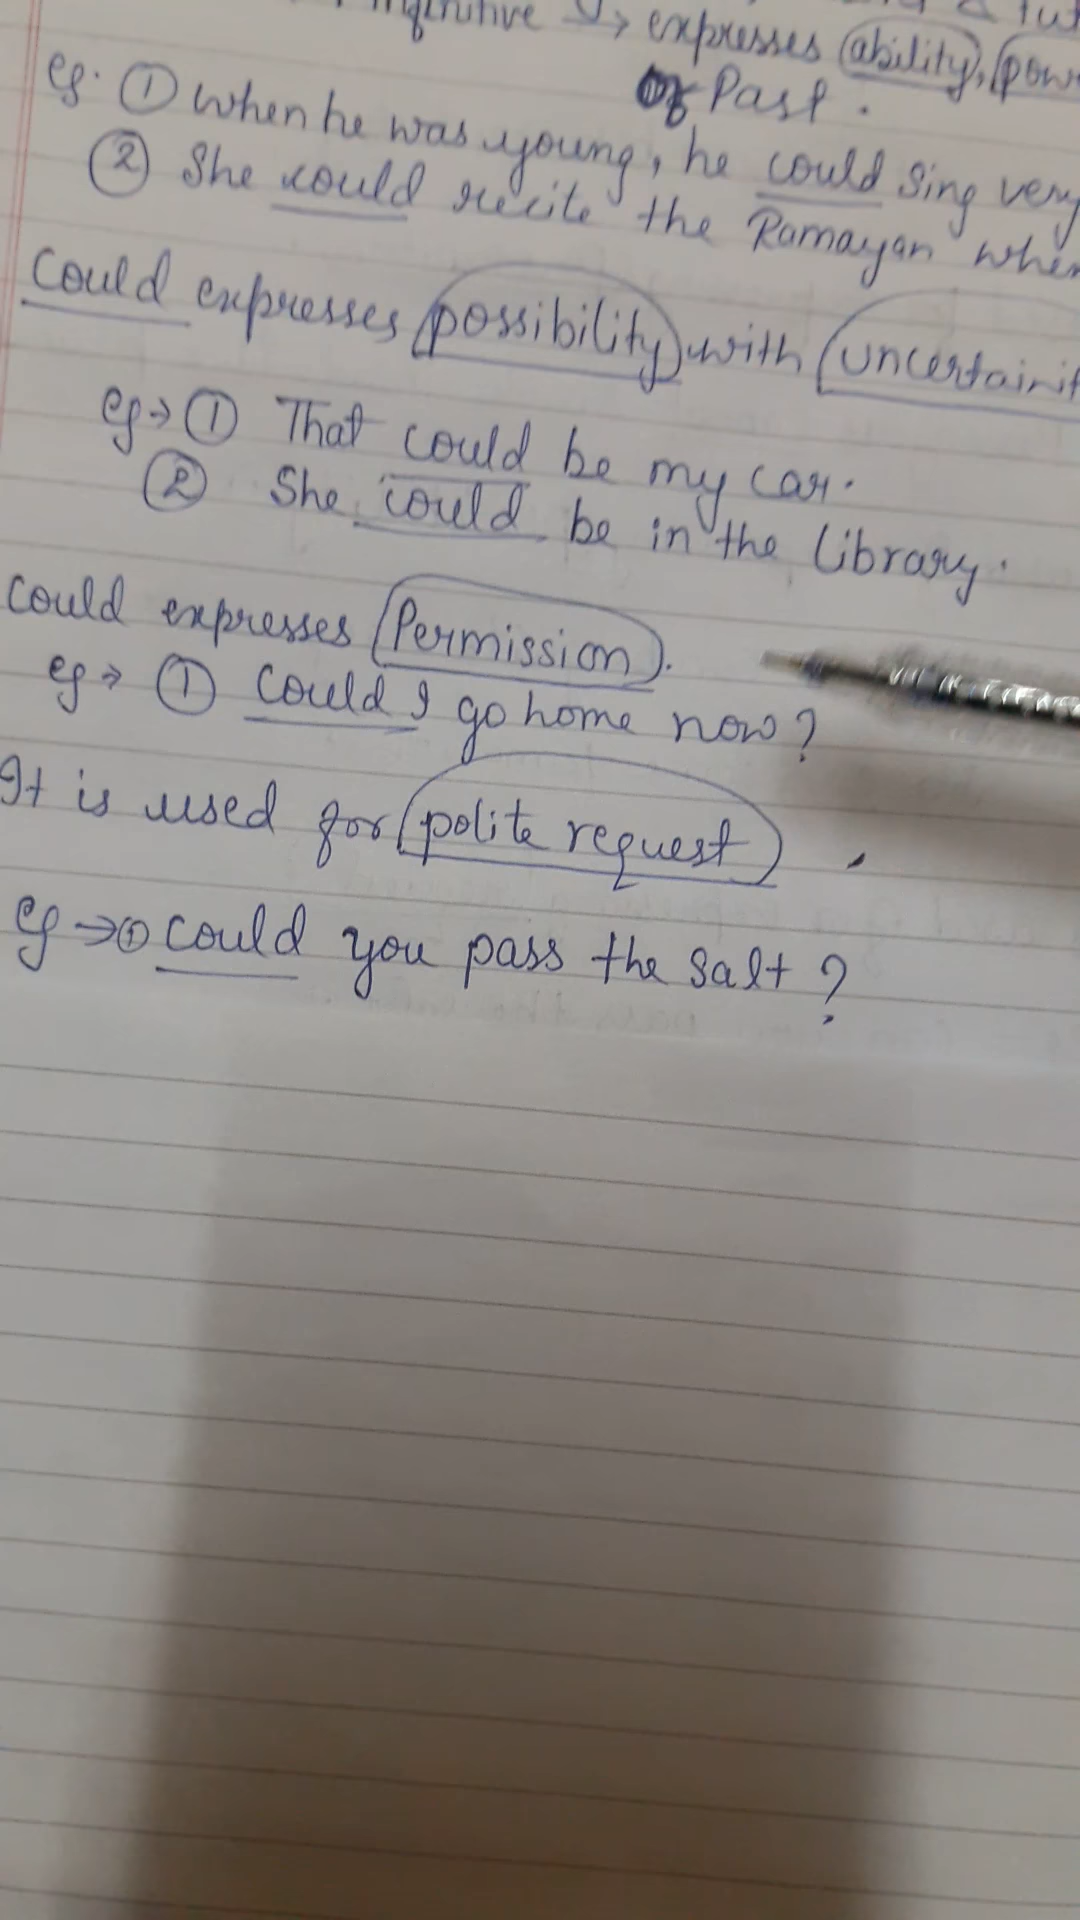 expresses ability,
of Past.
eg. ① When he was young, he could sing very
② She could recite the Ramayan when
Could expresses possibility with
eg → ① That could be my car.
② She could be in the library.
Could expresses Permission.
eg → ① Could I go home now?
It is used for polite request.
eg → ① Could you pass the salt?